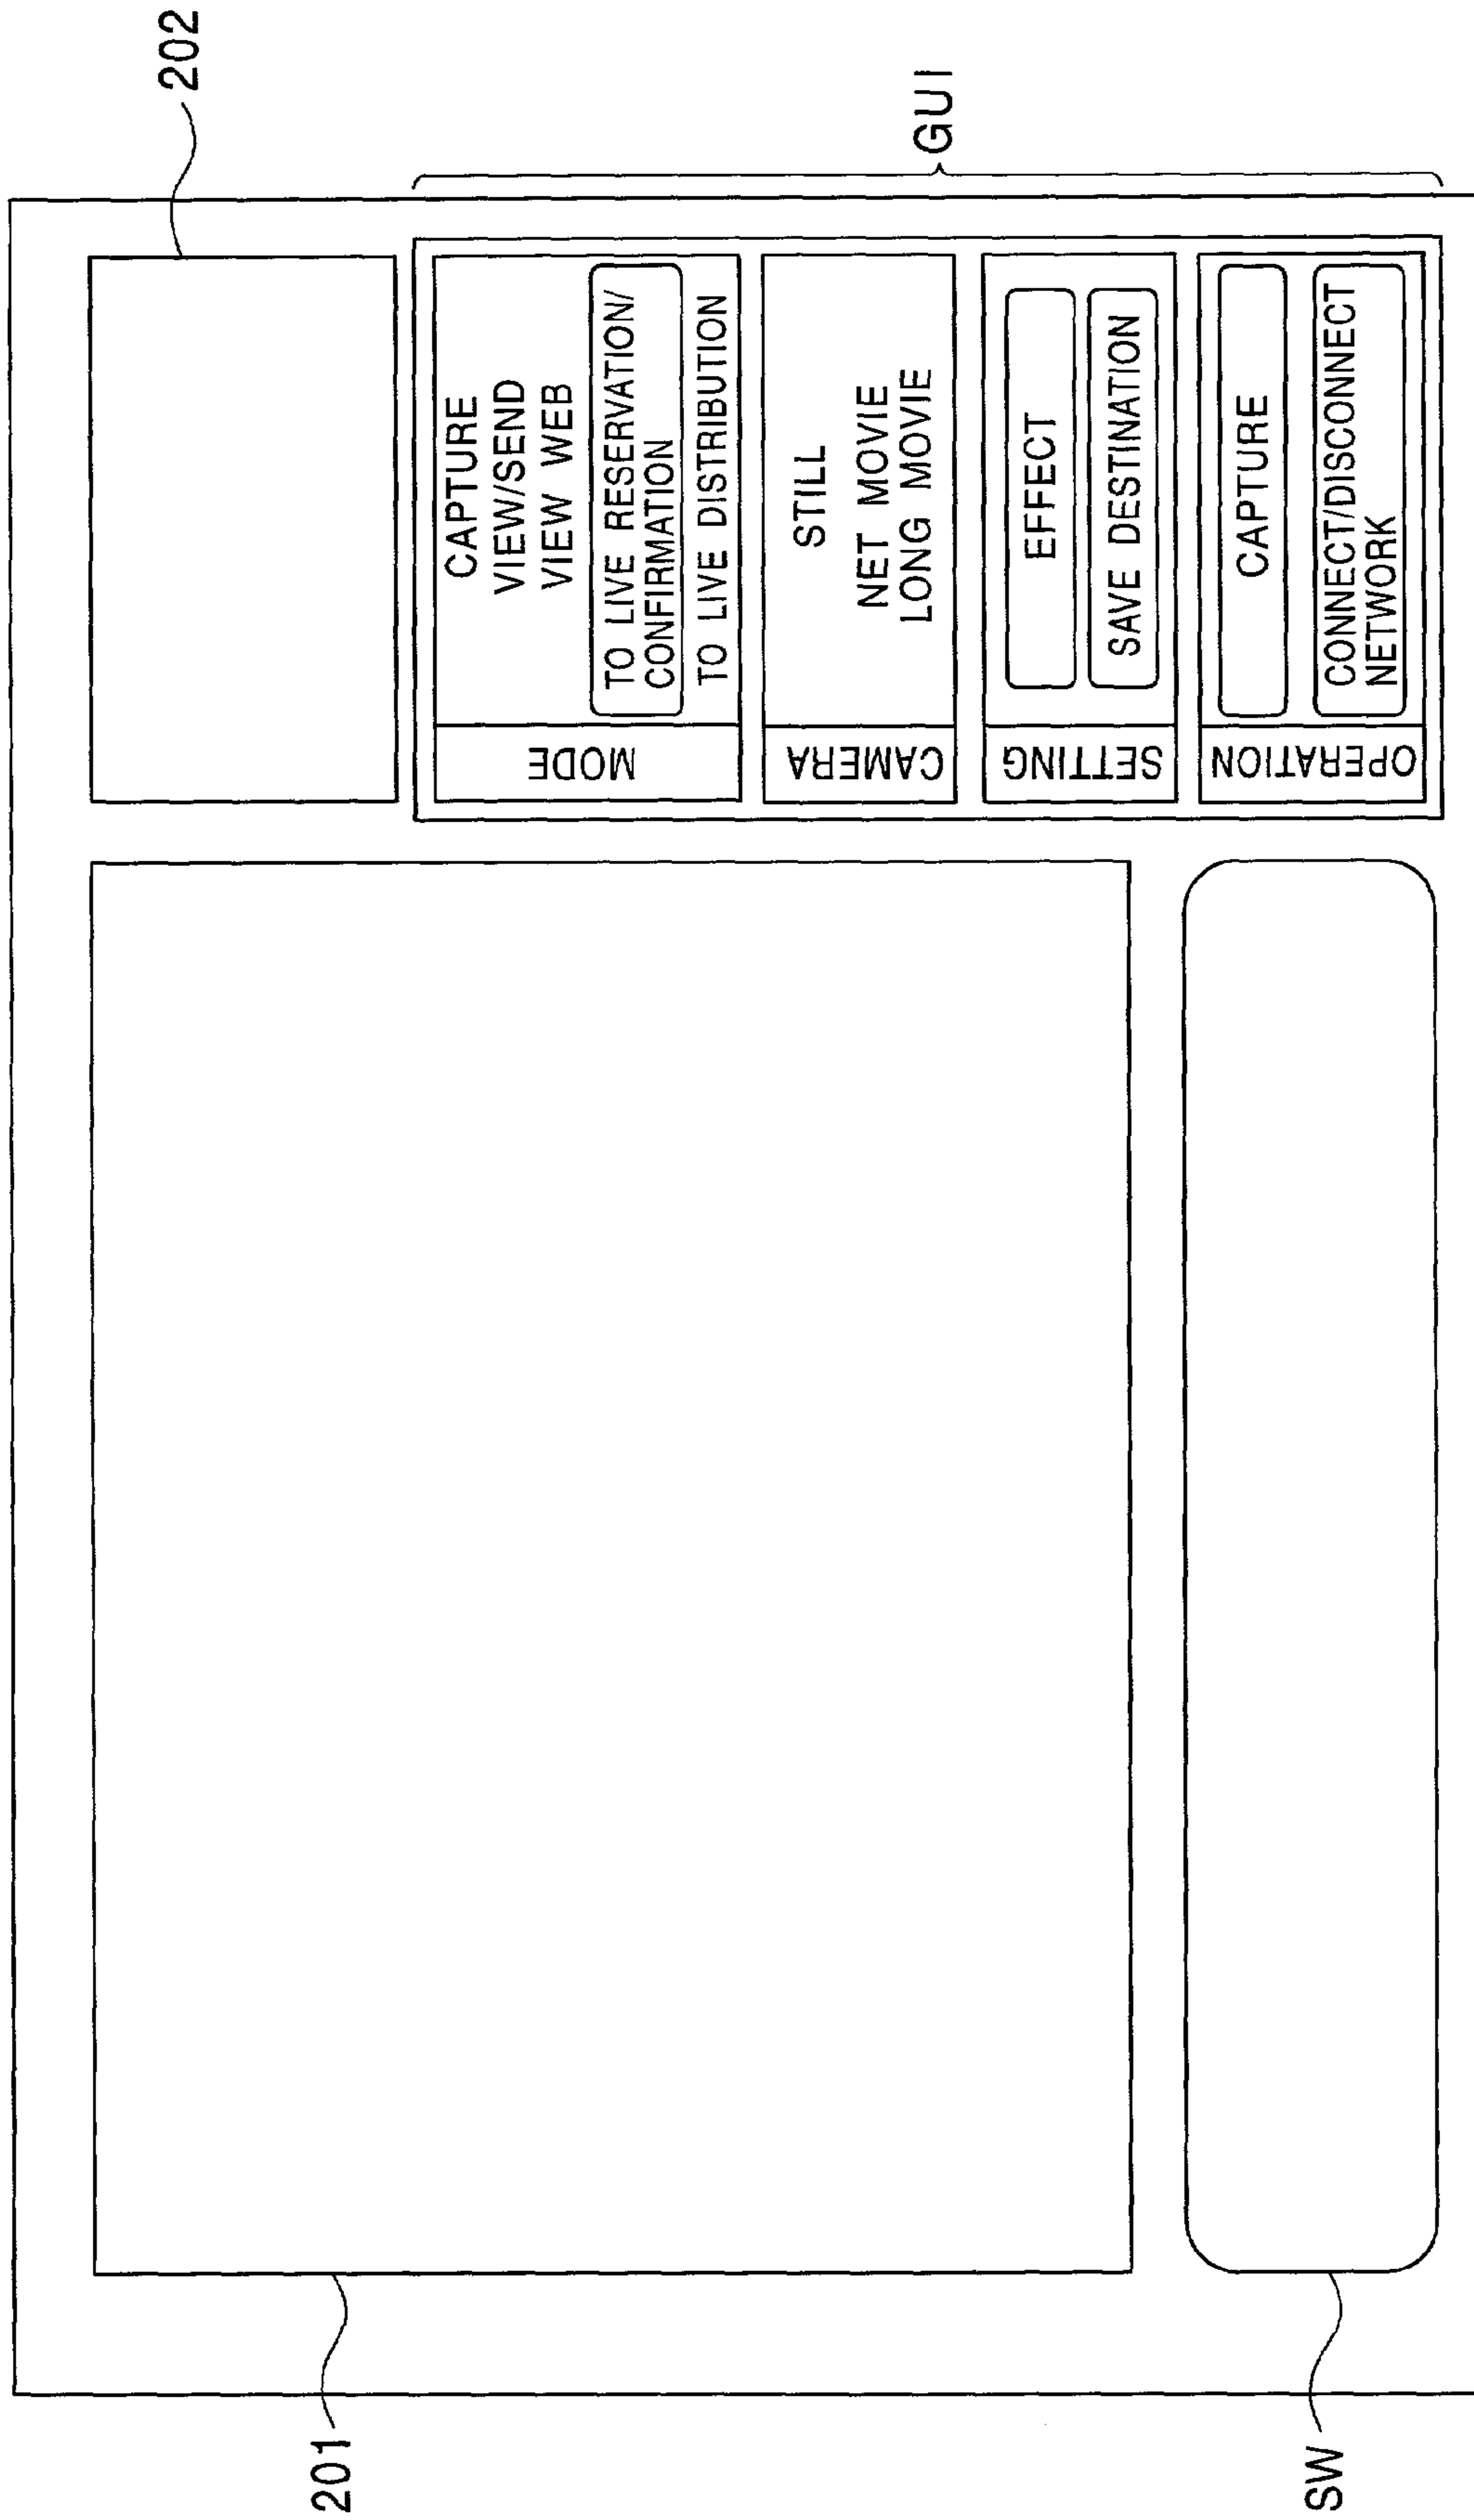 202
GUI
MODE
CAPTURE
VIEW/SEND
VIEW WEB
TO LIVE RESERVATION/
CONFIRMATION
TO LIVE DISTRIBUTION
CAMERA
STILL
NET MOVIE
LONG MOVIE
SETTING
EFFECT
SAVE DESTINATION
OPERATION
CAPTURE
CONNECT/DISCONNECT
NETWORK
201
SW